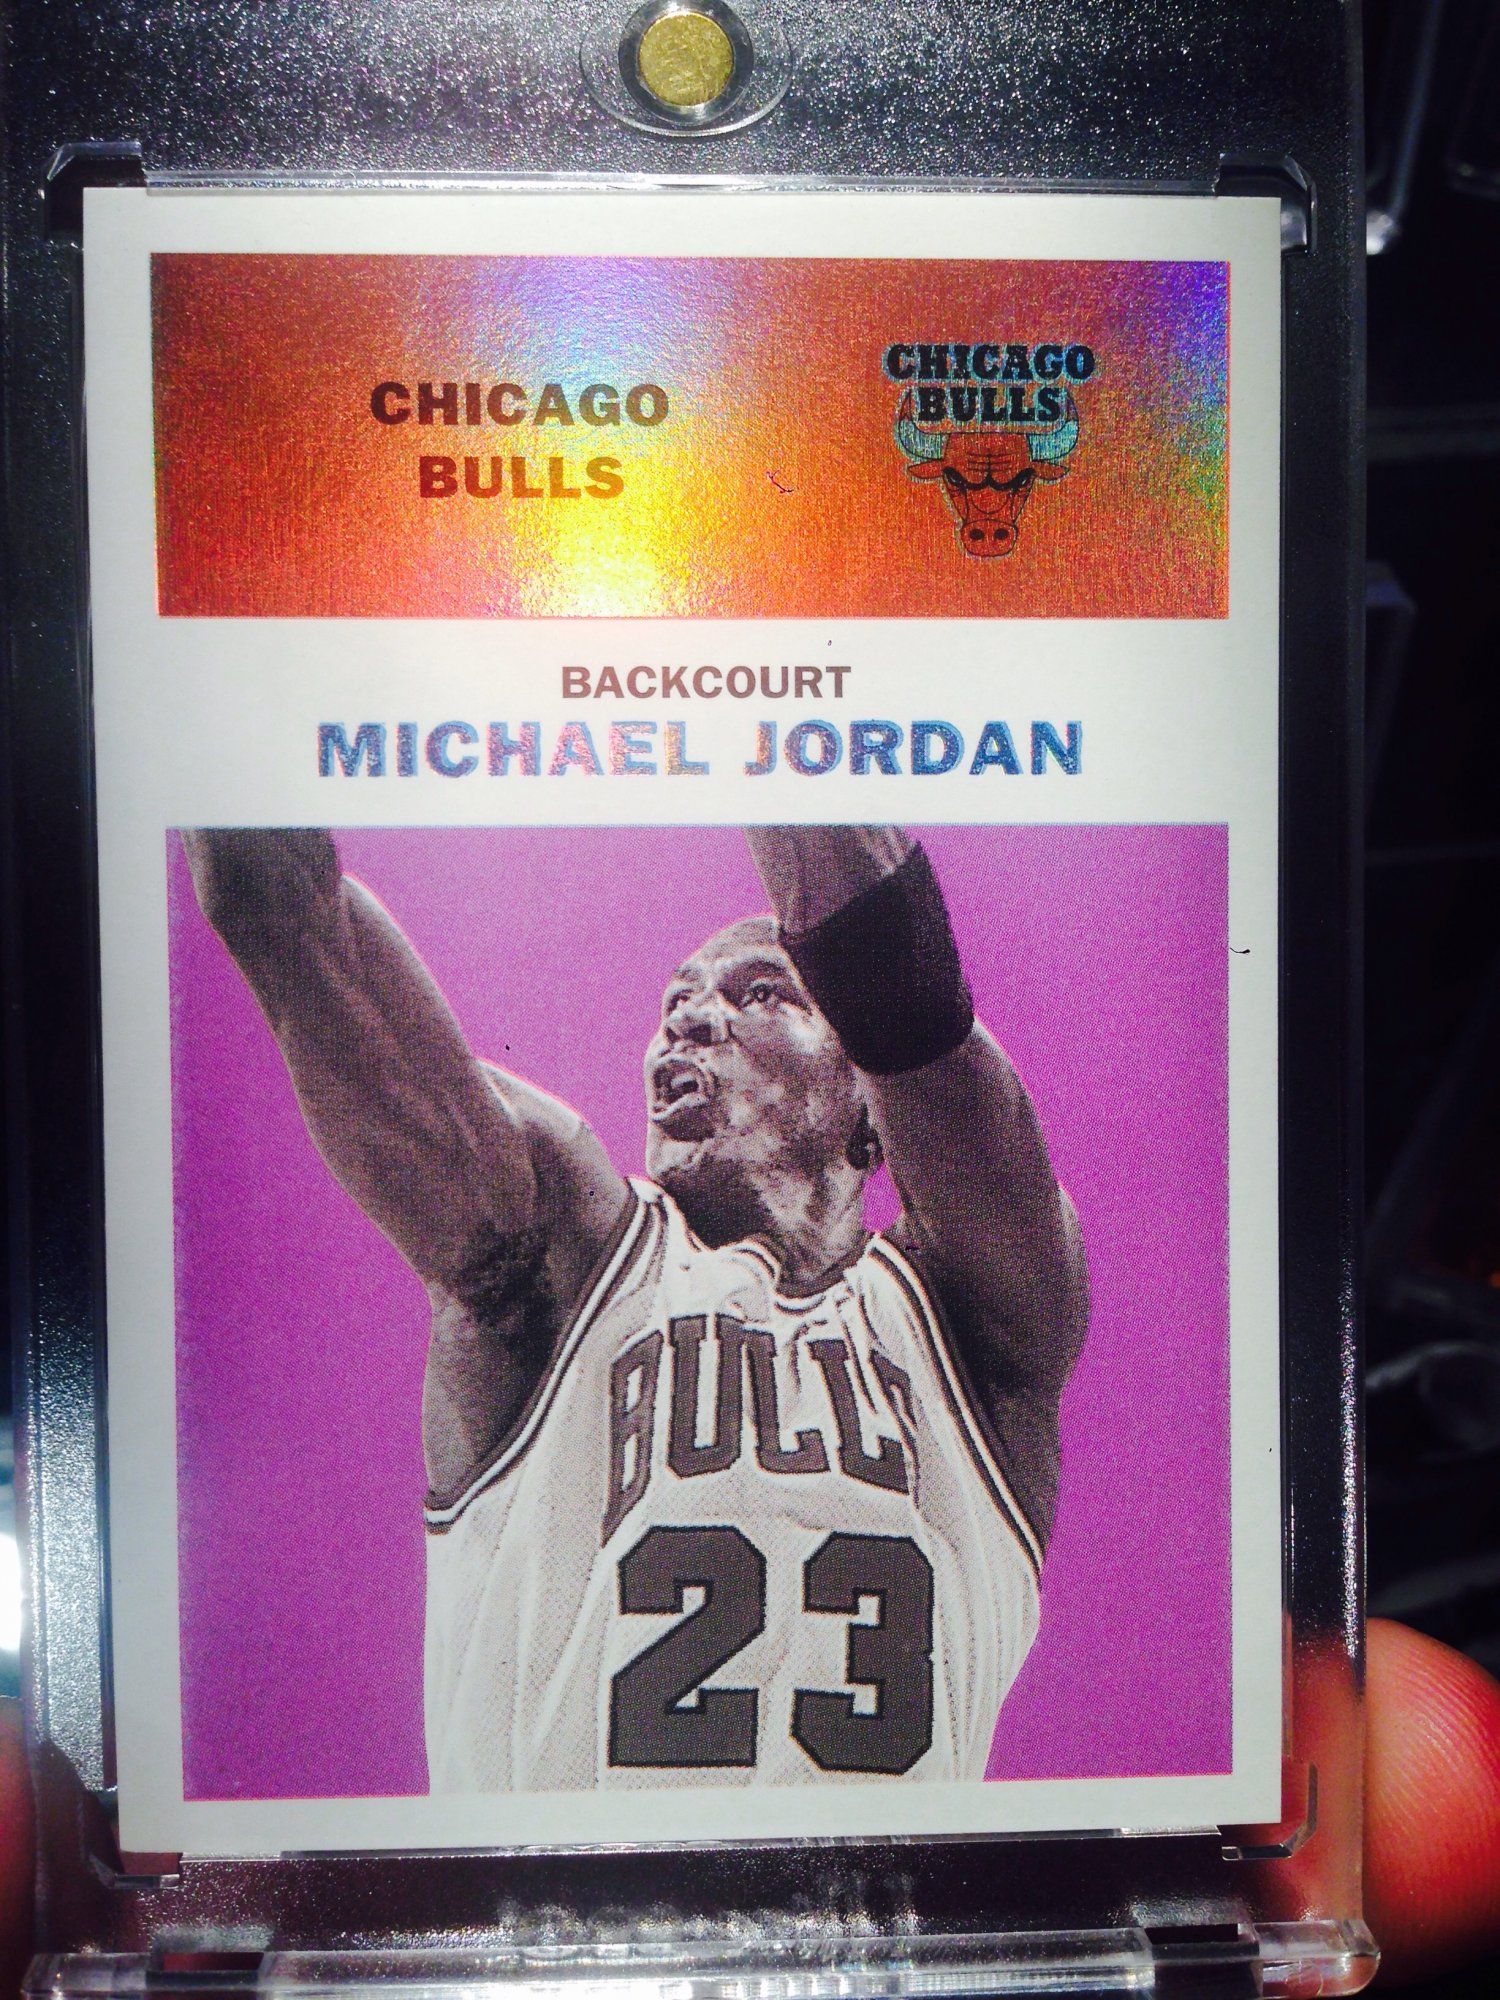 CHICAGO
BULLS
CHICAGO
BULLS
BACKCOURT
MICHAEL JORDAN
BULLS
23